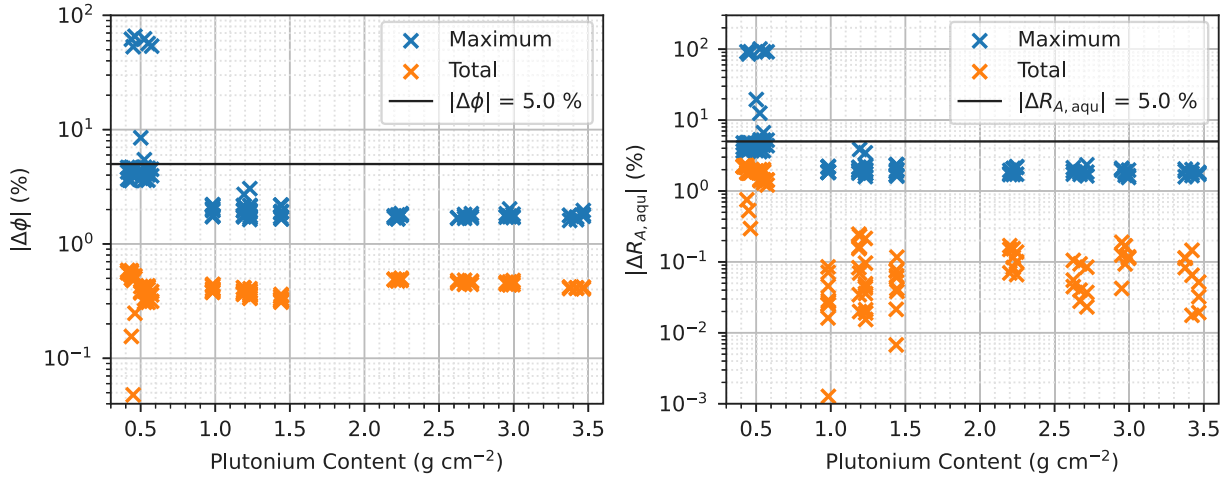 10²
10¹
10⁰
10⁻¹
|Δϕ| (%)
Maximum
Total
|Δϕ| = 5.0 %
0.5 1.0 1.5 2.0 2.5 3.0 3.5
Plutonium Content (g cm⁻²)
10²
10¹
10⁰
10⁻¹
10⁻²
10⁻³
|ΔR_A, aqu| (%)
Maximum
Total
|ΔR_A, aqu| = 5.0 %
0.5 1.0 1.5 2.0 2.5 3.0 3.5
Plutonium Content (g cm⁻²)